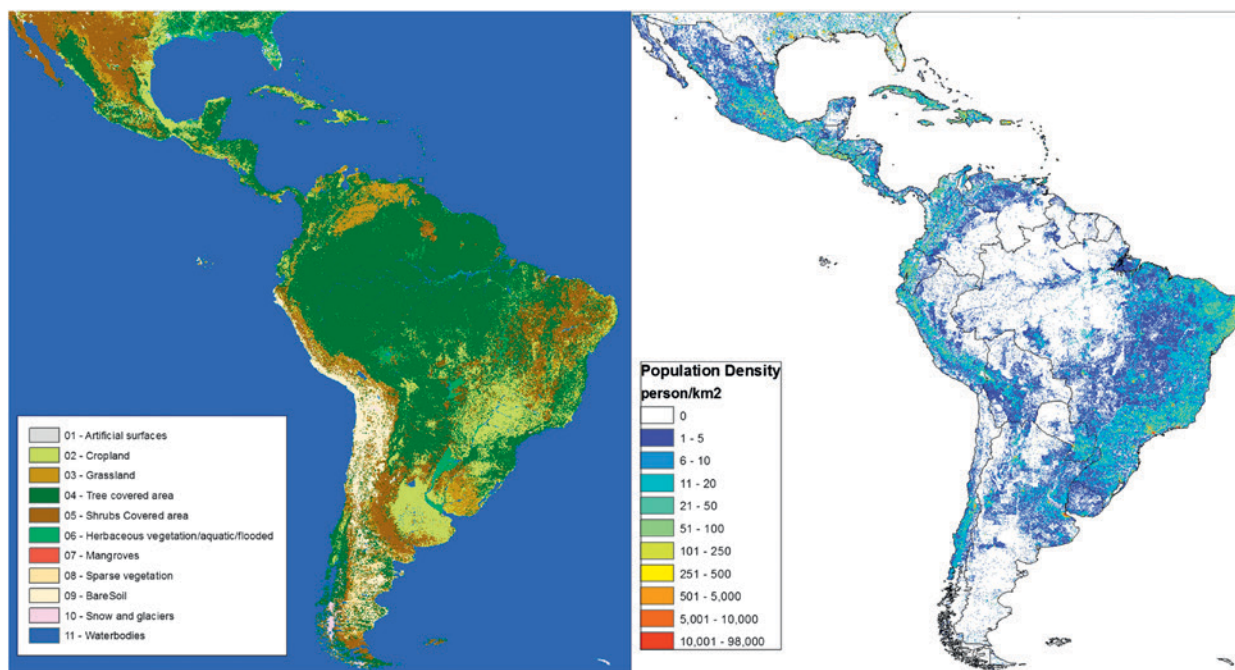 01 - Artificial surfaces
02 - Cropland
03 - Grassland
04 - Tree covered area
05 - Shrubs Covered area
06 - Herbaceous vegetation/aquatic/flooded
07 - Mangroves
08 - Sparse vegetation
09 - BareSoil
10 - Snow and glaciers
11 - Waterbodies
Population Density
person/km2
0
1 - 5
6 - 10
11 - 20
21 - 50
51 - 100
101 - 250
251 - 500
501 - 5,000
5,001 - 10,000
10,001 - 98,000